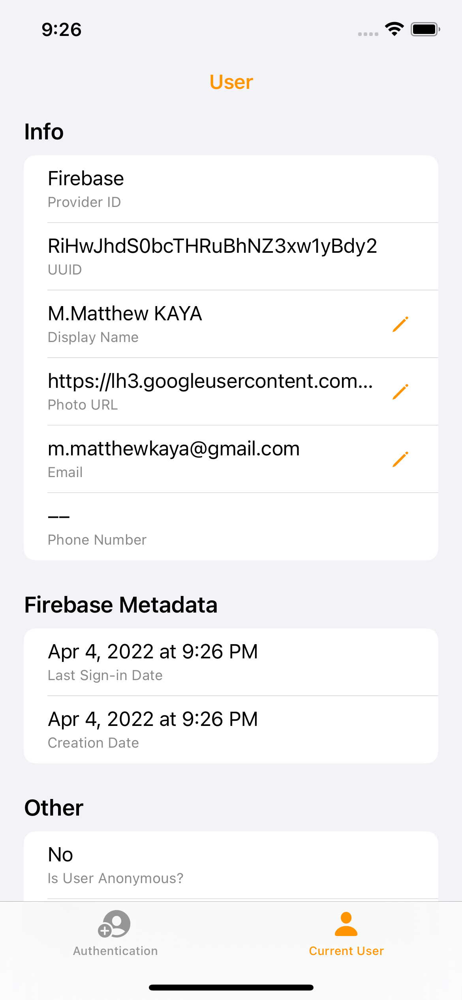 9:26
User
Info
Firebase
Provider ID
RiHwJhdS0bcTHRuBhNZ3xw1yBdy2
UUID
M.Matthew KAYA
Display Name
https://lh3.googleusercontent.com...
Photo URL
m.matthewkaya@gmail.com
Email
––
Phone Number
Firebase Metadata
Apr 4, 2022 at 9:26 PM
Last Sign-in Date
Apr 4, 2022 at 9:26 PM
Creation Date
Other
No
Is User Anonymous?
Authentication
Current User